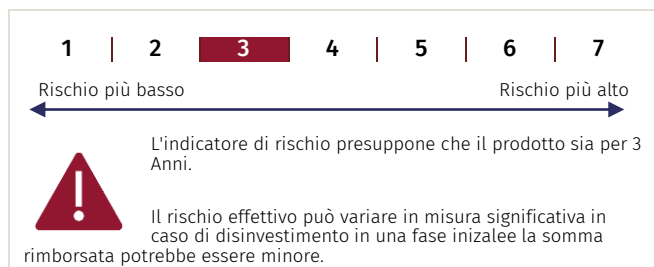 1 | 2 | 3 | 4 | 5 | 6 | 7
Rischio più basso Rischio più alto
L'indicatore di rischio presuppone che il prodotto sia per 3
Anni.
Il rischio effettivo può variare in misura significativa in
caso di disinvestimento in una fase inizalee la somma
rimborsata potrebbe essere minore.